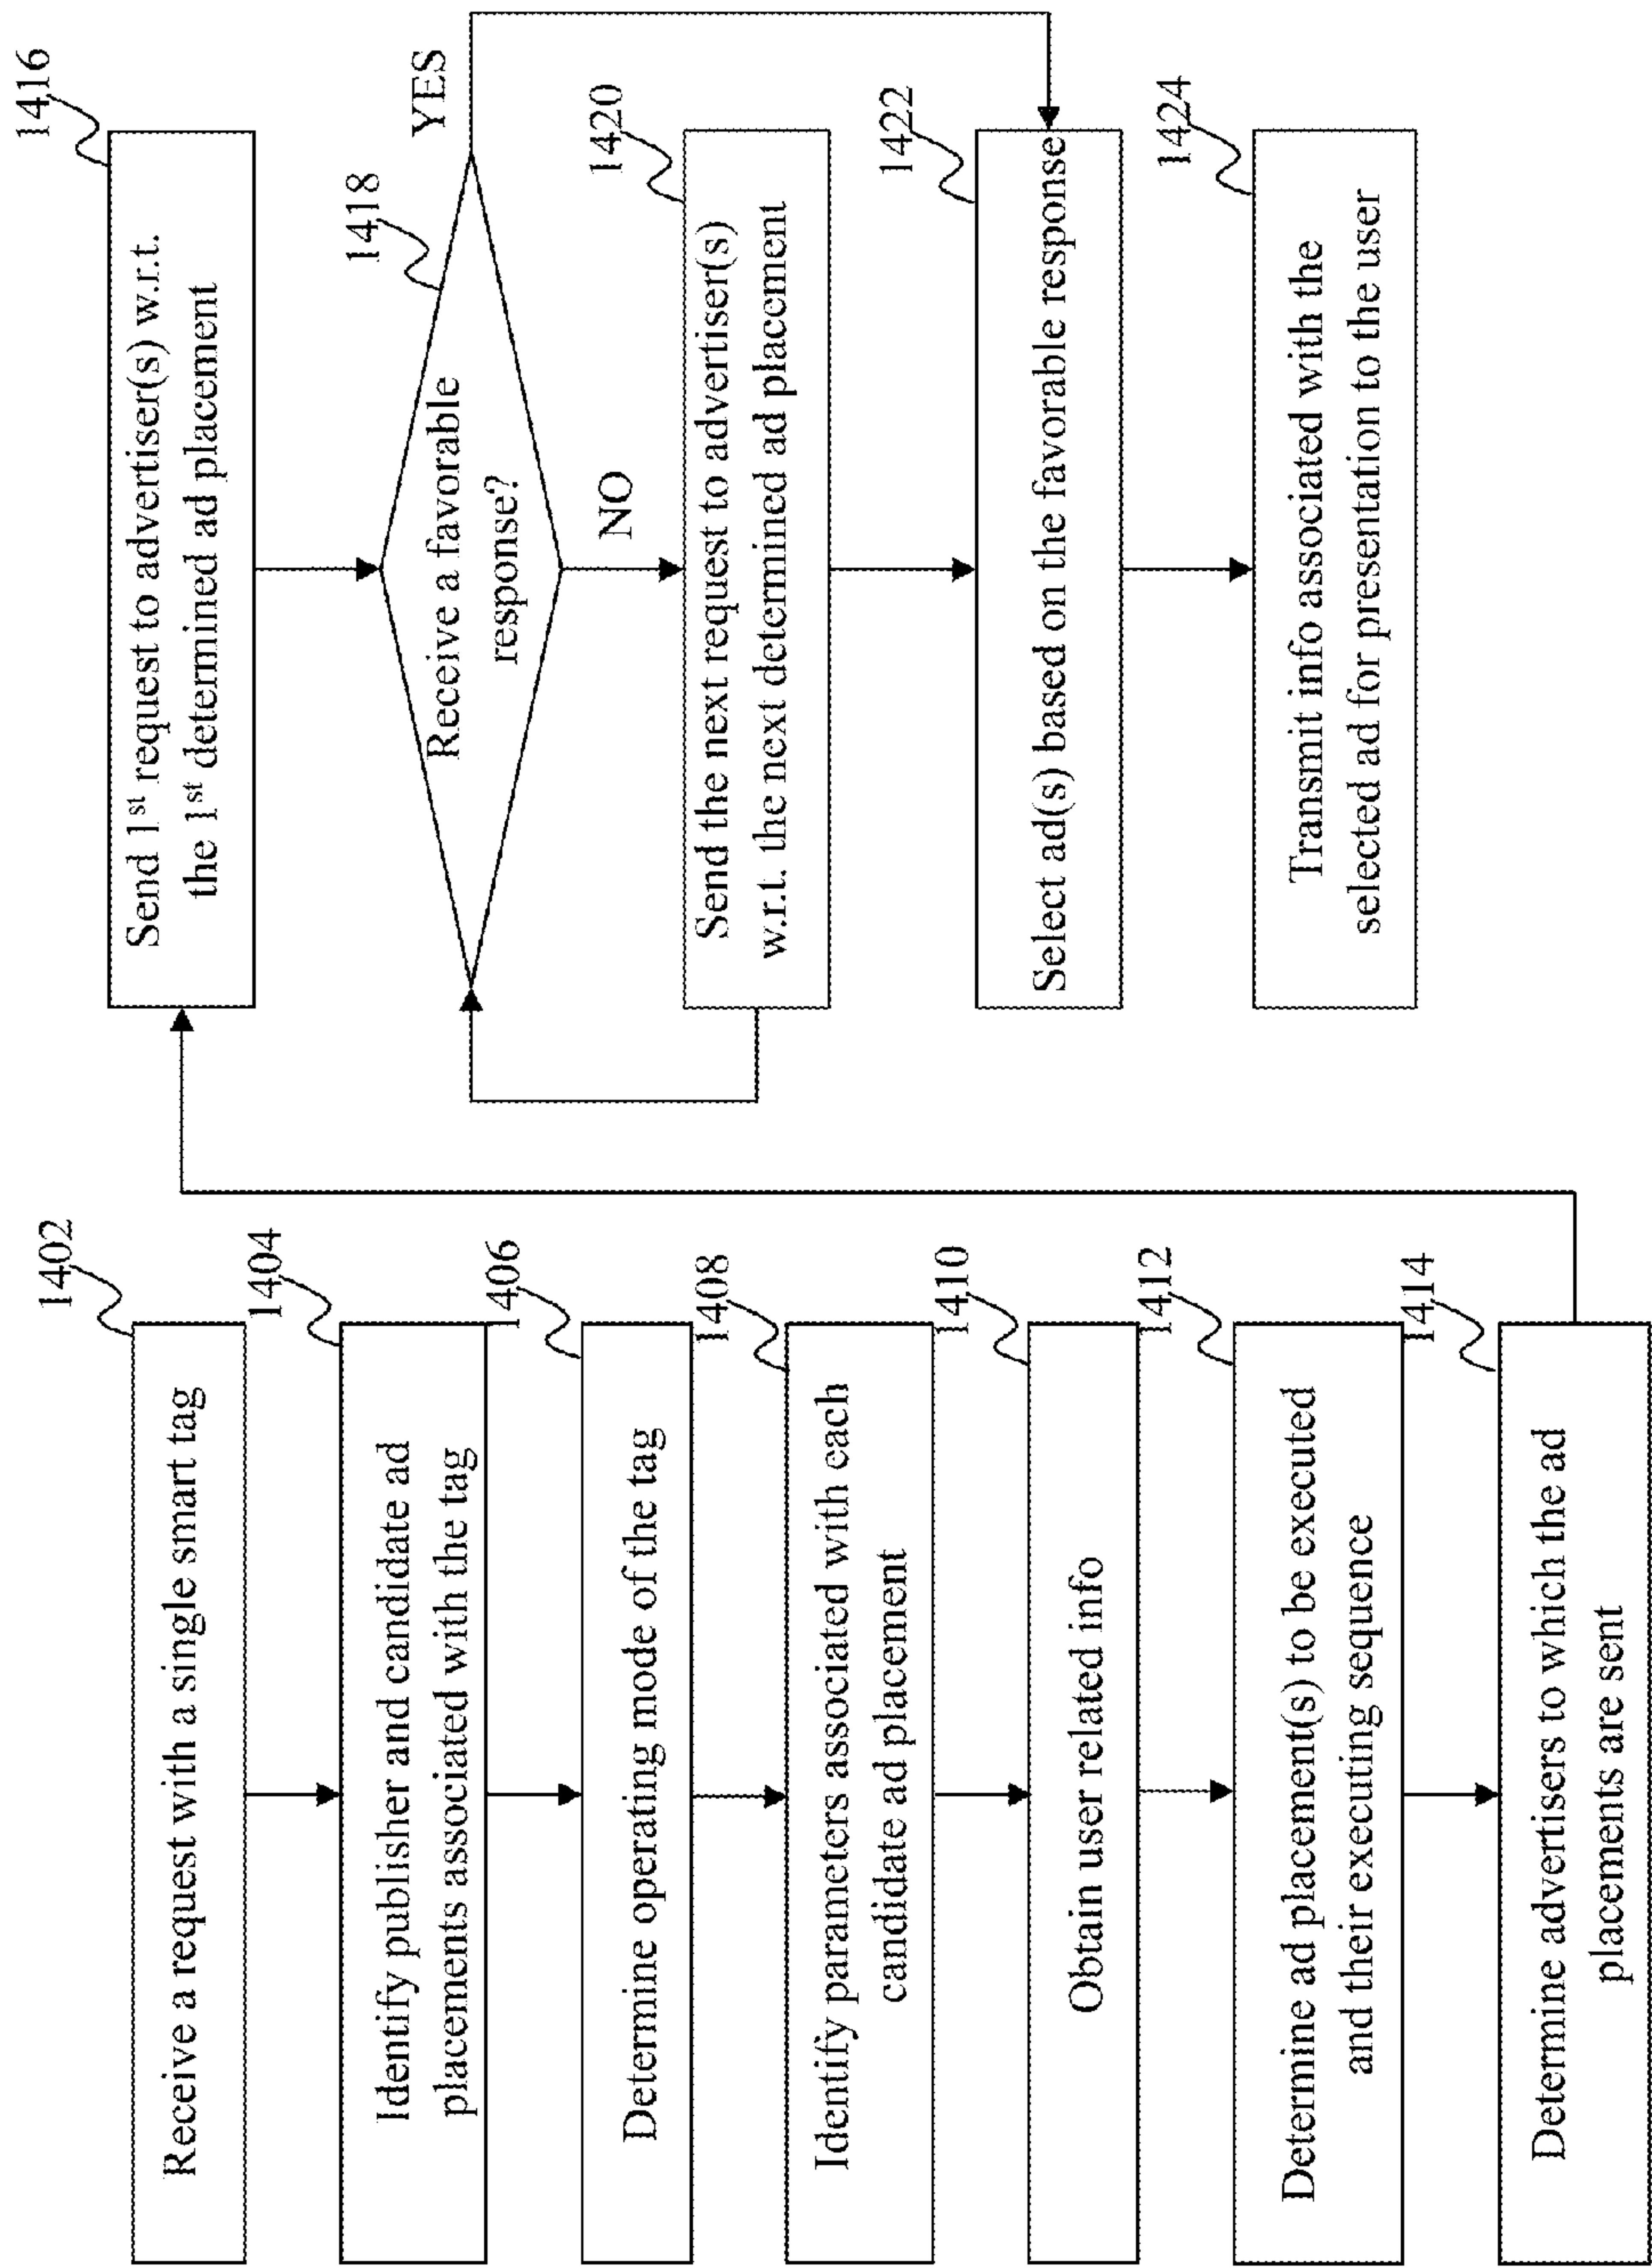 1402
Receive a request with a single smart tag
1404
Identify publisher and candidate ad
placements associated with the tag
1406
Determine operating mode of the tag
1408
Identify parameters associated with each
candidate ad placement
1410
Obtain user related info
1412
Determine ad placement(s) to be executed
and their executing sequence
1414
Determine advertisers to which the ad
placements are sent
1416
Send 1st request to advertiser(s) w.r.t.
the 1st determined ad placement
1418
Receive a favorable
response?
YES
NO
1420
Send the next request to advertiser(s)
w.r.t. the next determined ad placement
1422
Select ad(s) based on the favorable response
1424
Transmit info associated with the
selected ad for presentation to the user